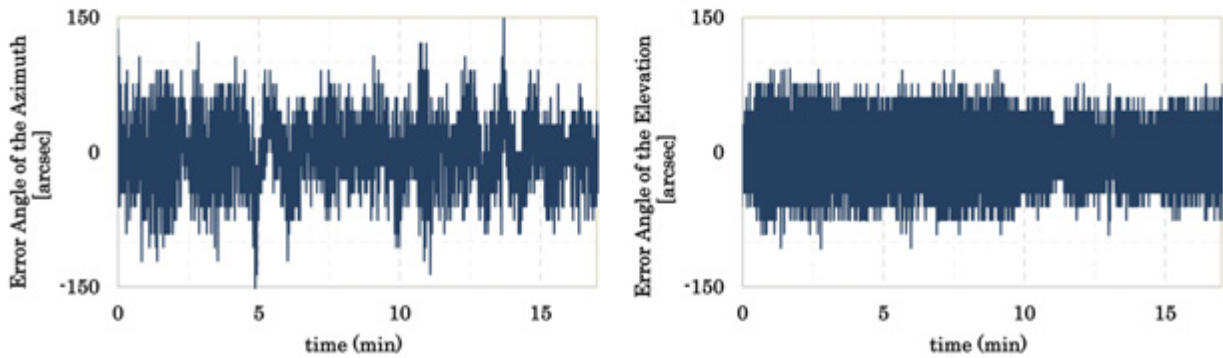 Error Angle of the Azimuth
[arcsec]
150
0
-150
0 5 10 15
time (min)
Error Angle of the Elevation
[arcsec]
150
0
-150
0 5 10 15
time (min)